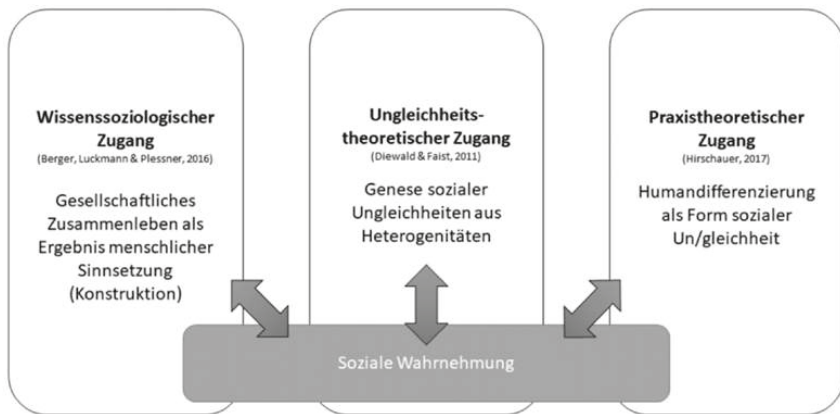 Wissenssoziologischer
Zugang
(Berger, Luckmann & Plessner, 2016)
Gesellschaftliches
Zusammenleben als
Ergebnis menschlicher
Sinnsetzung
(Konstruktion)
Ungleichheits-
theoretischer Zugang
(Diewald & Faist, 2011)
Genese sozialer
Ungleichheiten aus
Heterogenitäten
Praxistheoretischer
Zugang
(Hirschauer, 2017)
Humandifferenzierung
als Form sozialer
Un/gleichheit
Soziale Wahrnehmung